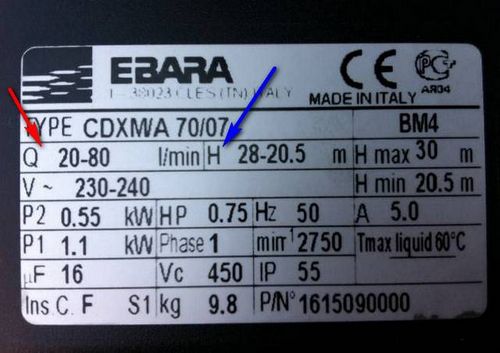 EBARA
I - 38023 CLES (TN) ITALY
CE
PC
АЯ34
MADE IN ITALY
TYPE CDXM/A 70/07 BM4
Q 20-80 l/min H 28-20.5 m H max 30 m
V ~ 230-240 H min 20.5 m
P2 0.55 kW HP 0.75 Hz 50 A 5.0
P1 1.1 kW Phase 1 min⁻¹ 2750 Tmax liquid 60°C
µF 16 Vc 450 IP 55
Ins.C. F S1 kg 9.8 P/N° 1615090000